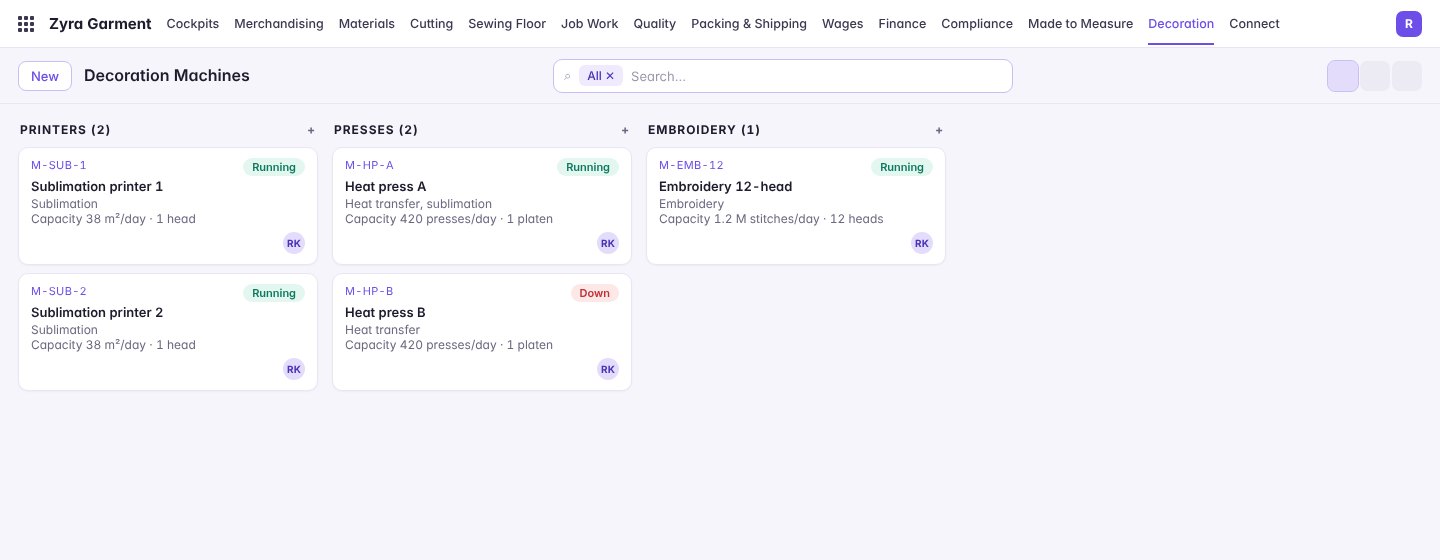 Zyra Garment Cockpits Merchandising Materials Cutting Sewing Floor Job Work Quality Packing & Shipping Wages Finance Compliance Made to Measure Decoration Connect R
New Decoration Machines All ✕ Search...
PRINTERS (2) +
M-SUB-1 Running
Sublimation printer 1
Sublimation
Capacity 38 m²/day · 1 head
RK
M-SUB-2 Running
Sublimation printer 2
Sublimation
Capacity 38 m²/day · 1 head
RK
PRESSES (2) +
M-HP-A Running
Heat press A
Heat transfer, sublimation
Capacity 420 presses/day · 1 platen
RK
M-HP-B Down
Heat press B
Heat transfer
Capacity 420 presses/day · 1 platen
RK
EMBROIDERY (1) +
M-EMB-12 Running
Embroidery 12-head
Embroidery
Capacity 1.2 M stitches/day · 12 heads
RK